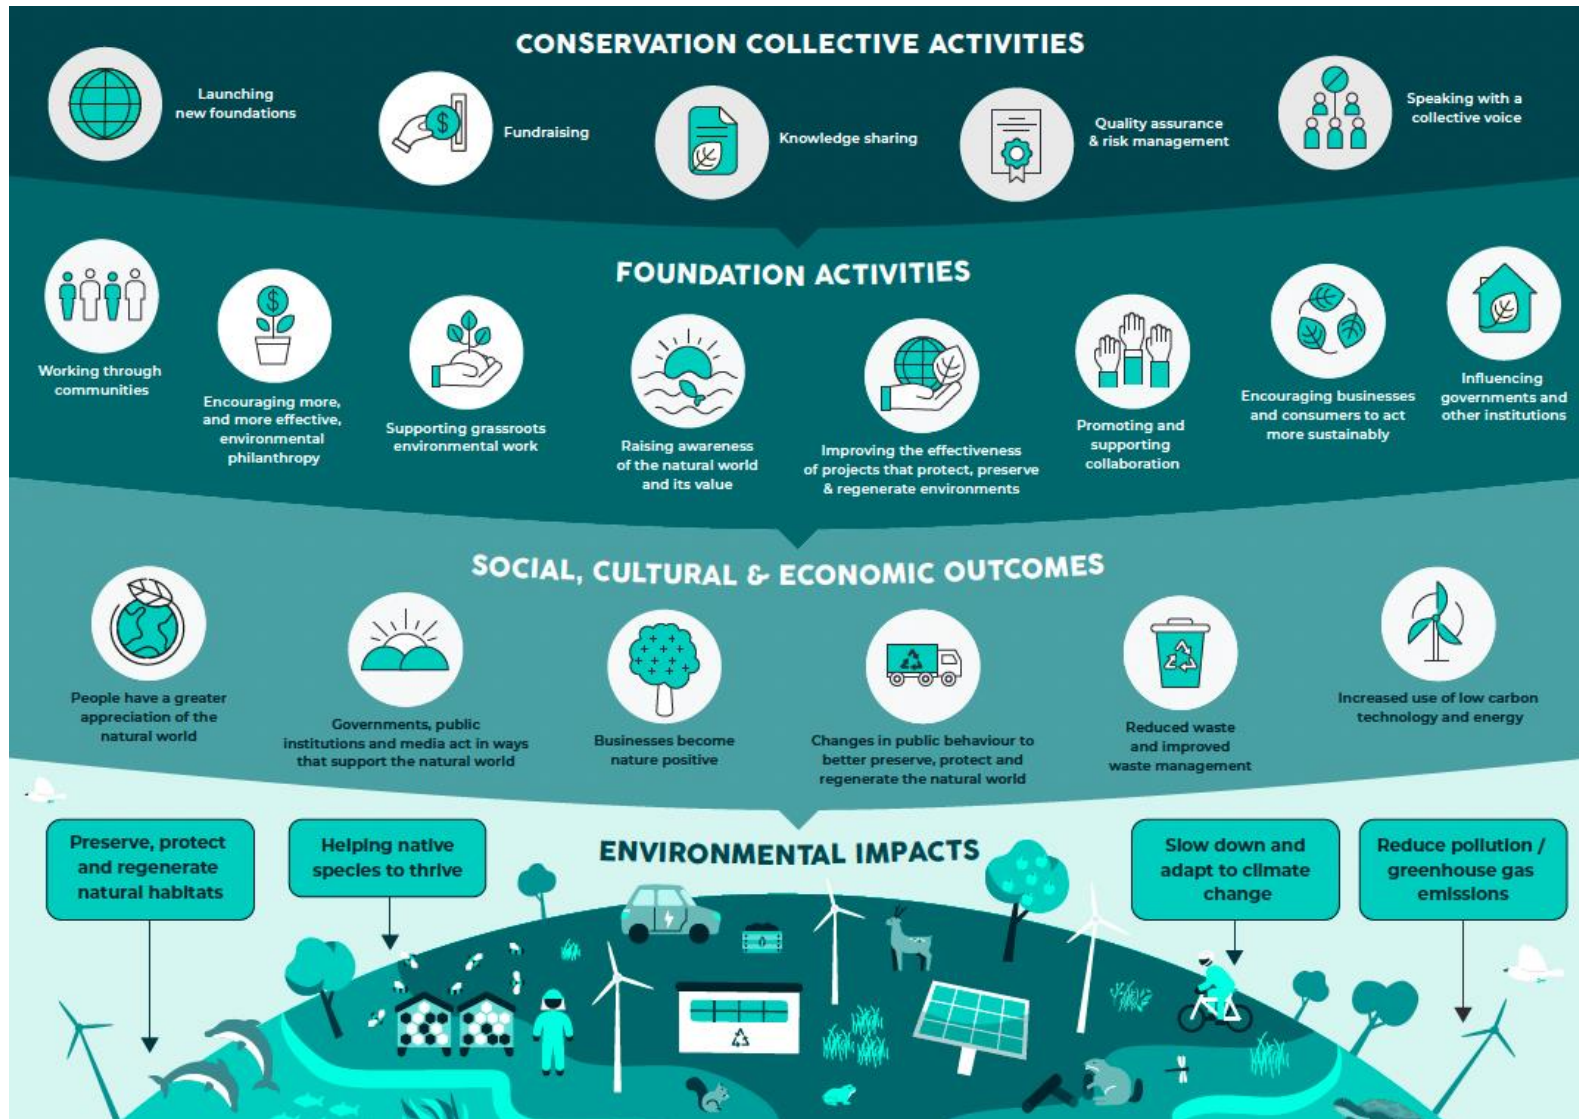 CONSERVATION COLLECTIVE ACTIVITIES
Launching
new foundations
Fundraising
Knowledge sharing
Quality assurance
& risk management
Speaking with a
collective voice
FOUNDATION ACTIVITIES
Working through
communities
Encouraging more,
and more effective,
environmental
philanthropy
Supporting grassroots
environmental work
Raising awareness
of the natural world
and its value
Improving the effectiveness
of projects that protect, preserve
& regenerate environments
Promoting and
supporting
collaboration
Encouraging businesses
and consumers to act
more sustainably
Influencing
governments and
other institutions
SOCIAL, CULTURAL & ECONOMIC OUTCOMES
People have a greater
appreciation of the
natural world
Governments, public
institutions and media act in ways
that support the natural world
Businesses become
nature positive
Changes in public behaviour to
better preserve, protect and
regenerate the natural world
Reduced waste
and improved
waste management
Increased use of low carbon
technology and energy
ENVIRONMENTAL IMPACTS
Preserve, protect
and regenerate
natural habitats
Helping native
species to thrive
Slow down and
adapt to climate
change
Reduce pollution /
greenhouse gas
emissions